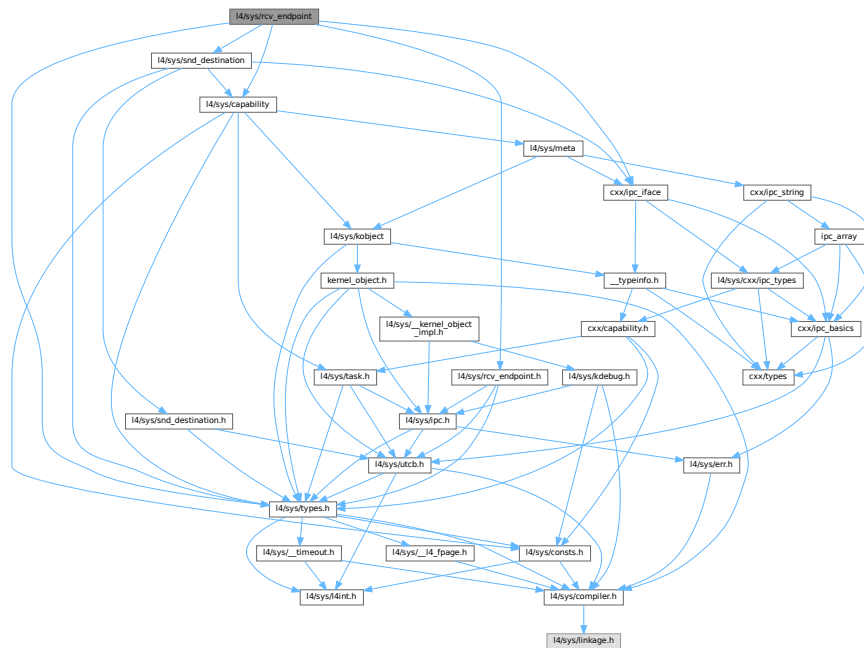 l4/sys/rcv_endpoint
l4/sys/snd_destination
l4/sys/capability
l4/sys/meta
cxx/ipc_iface
cxx/ipc_string
l4/sys/kobject
ipc_array
kernel_object.h
__typeinfo.h
l4/sys/cxx/ipc_types
l4/sys/__kernel_object
_impl.h
cxx/capability.h
cxx/ipc_basics
l4/sys/task.h
l4/sys/rcv_endpoint.h
l4/sys/kdebug.h
cxx/types
l4/sys/snd_destination.h
l4/sys/ipc.h
l4/sys/utcb.h
l4/sys/err.h
l4/sys/types.h
l4/sys/__timeout.h
l4/sys/__l4_fpage.h
l4/sys/consts.h
l4/sys/l4int.h
l4/sys/compiler.h
l4/sys/linkage.h